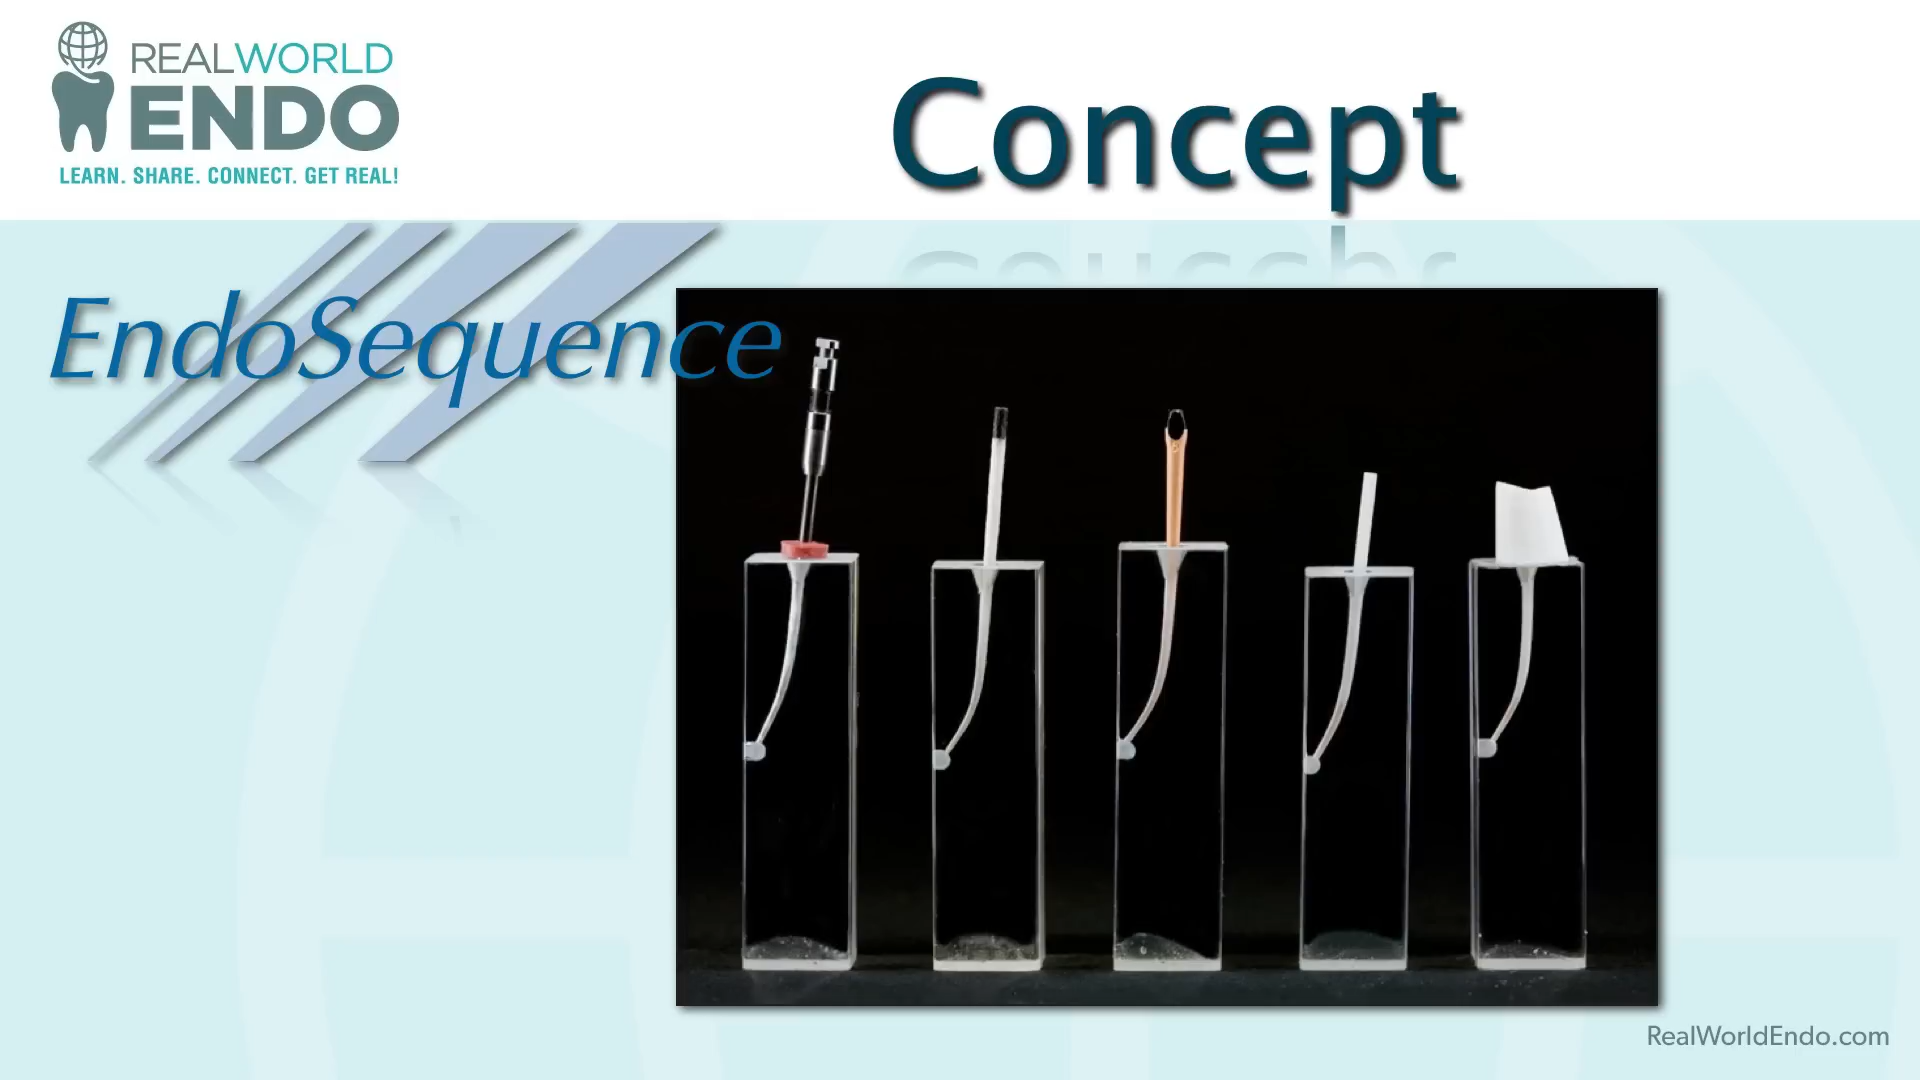 REALWORLD
ENDO
LEARN. SHARE. CONNECT. GET REAL!
Concept
EndoSequence
RealWorldEndo.com